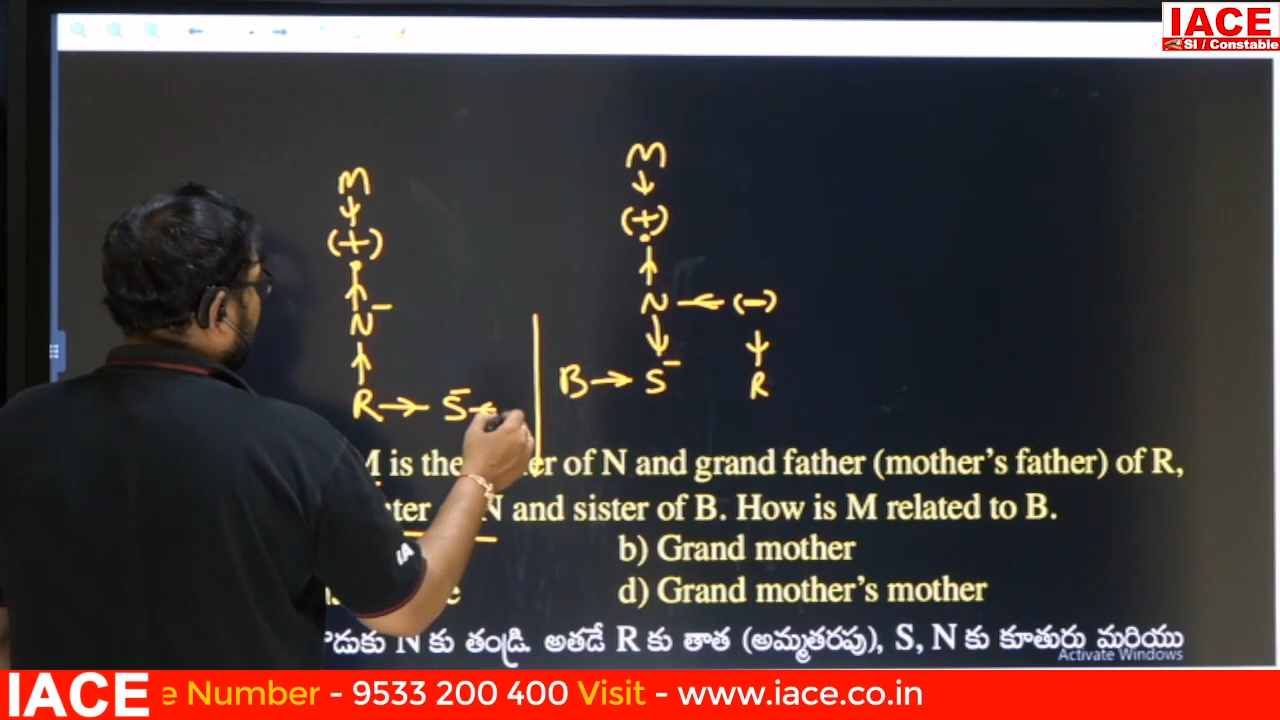 IACE
SI / Constable
M M
(+) (+)
N - N (-)
B S - R
R S -
M is the er of N and grand father (mother's father) of R,
N and sister of B. How is M related to B.
b) Grand mother
d) Grand mother's mother
N కు తండ్రి. అతడే R కు తాత (అమ్మతరపు), S, N కు కూతురు మరియు
Activate Windows
IACE e Number - 9533 200 400 Visit - www.iace.co.in